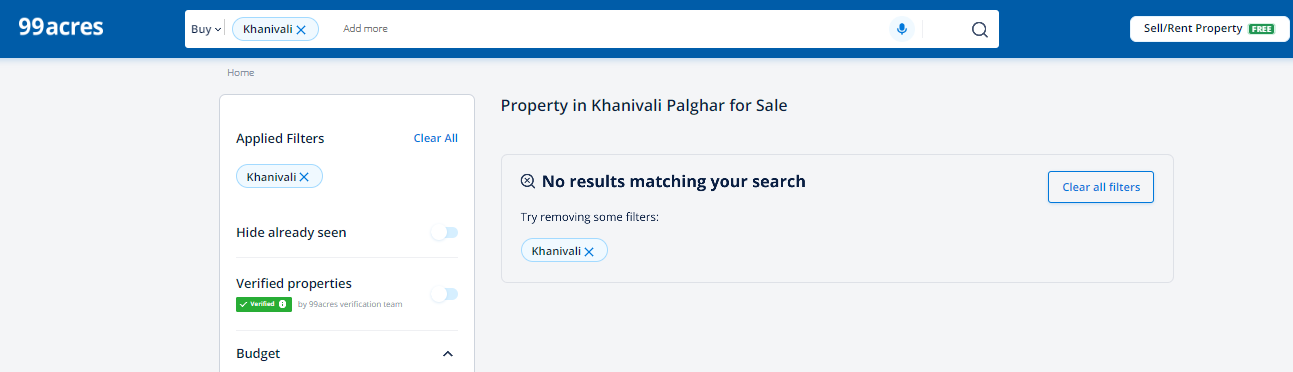 99acres
Buy
Khanivali
Add more
Sell/Rent Property FREE
Home
Applied Filters
Clear All
Khanivali
Hide already seen
Verified properties
Verified
by 99acres verification team
Budget
Property in Khanivali Palghar for Sale
No results matching your search
Clear all filters
Try removing some filters:
Khanivali